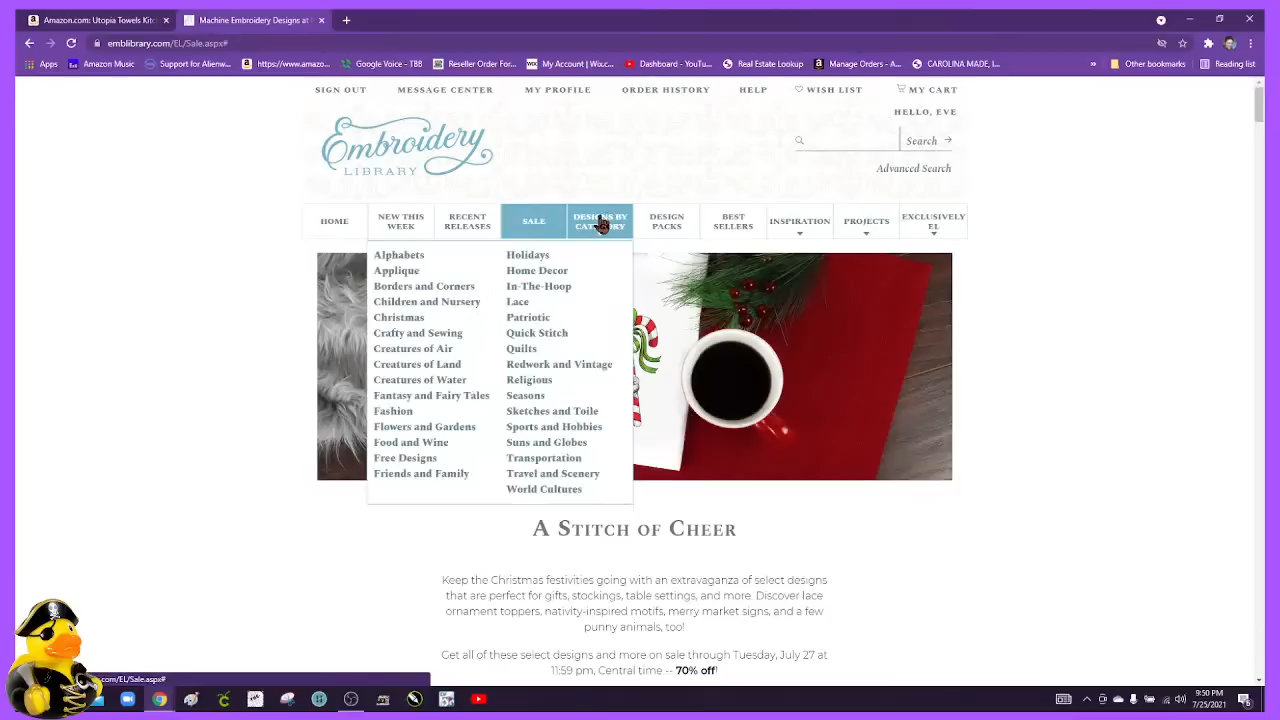 Amazon.com: Utopia Towels Kitc
Machine Embroidery Designs at
emblibrary.com/EL/Sale.aspx#
Apps
Amazon Music
Support for Alienw...
https://www.amazo...
Google Voice - TBB
Reseller Order For...
My Account | Wix.c...
Dashboard - YouTu...
Real Estate Lookup
Manage Orders - A...
CAROLINA MADE, I...
»
Other bookmarks
Reading list
SIGN OUT
MESSAGE CENTER
MY PROFILE
ORDER HISTORY
HELP
WISH LIST
MY CART
HELLO, EVE
Embroidery
LIBRARY
Search
Advanced Search
HOME
NEW THIS
WEEK
RECENT
RELEASES
SALE
DESIGNS BY
CATEGORY
DESIGN
PACKS
BEST
SELLERS
INSPIRATION
PROJECTS
EXCLUSIVELY
EL
Alphabets
Applique
Borders and Corners
Children and Nursery
Christmas
Crafty and Sewing
Creatures of Air
Creatures of Land
Creatures of Water
Fantasy and Fairy Tales
Fashion
Flowers and Gardens
Food and Wine
Free Designs
Friends and Family
Holidays
Home Decor
In-The-Hoop
Lace
Patriotic
Quick Stitch
Quilts
Redwork and Vintage
Religious
Seasons
Sketches and Toile
Sports and Hobbies
Suns and Globes
Transportation
Travel and Scenery
World Cultures
A Stitch of Cheer
Keep the Christmas festivities going with an extravaganza of select designs
that are perfect for gifts, stockings, table settings, and more. Discover lace
ornament toppers, nativity-inspired motifs, merry market signs, and a few
punny animals, too!
Get all of these select designs and more on sale through Tuesday, July 27 at
11:59 pm, Central time -- 70% off!
y.com/EL/Sale.aspx#
9:50 PM
7/25/2021